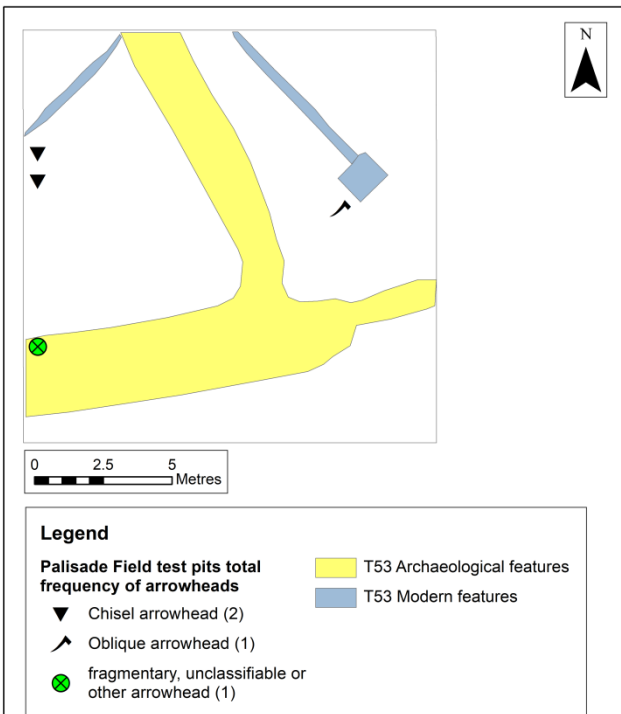 N
0 2.5 5
Metres
Legend
Palisade Field test pits total
frequency of arrowheads
Chisel arrowhead (2)
Oblique arrowhead (1)
fragmentary, unclassifiable or
other arrowhead (1)
T53 Archaeological features
T53 Modern features